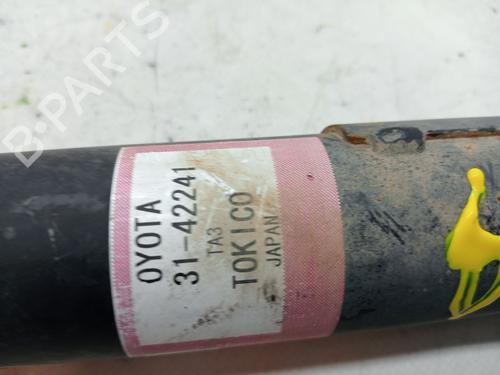 B-PARTS
OYOTA
31-42241
TA3
TOKICO
JAPAN